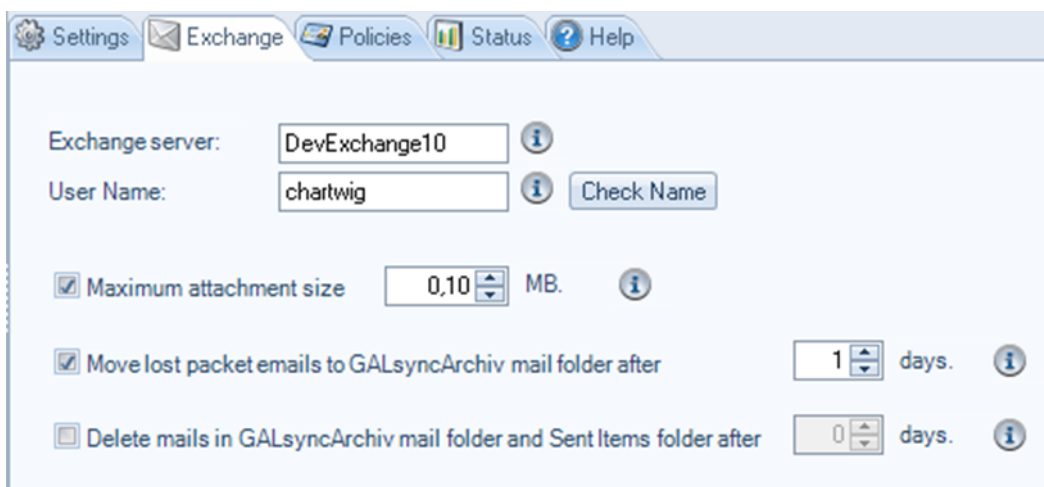 Settings Exchange Policies Status Help
Exchange server: DevExchange10
User Name: chartwig Check Name
Maximum attachment size 0,10 MB.
Move lost packet emails to GALsyncArchiv mail folder after 1 days.
Delete mails in GALsyncArchiv mail folder and Sent Items folder after 0 days.